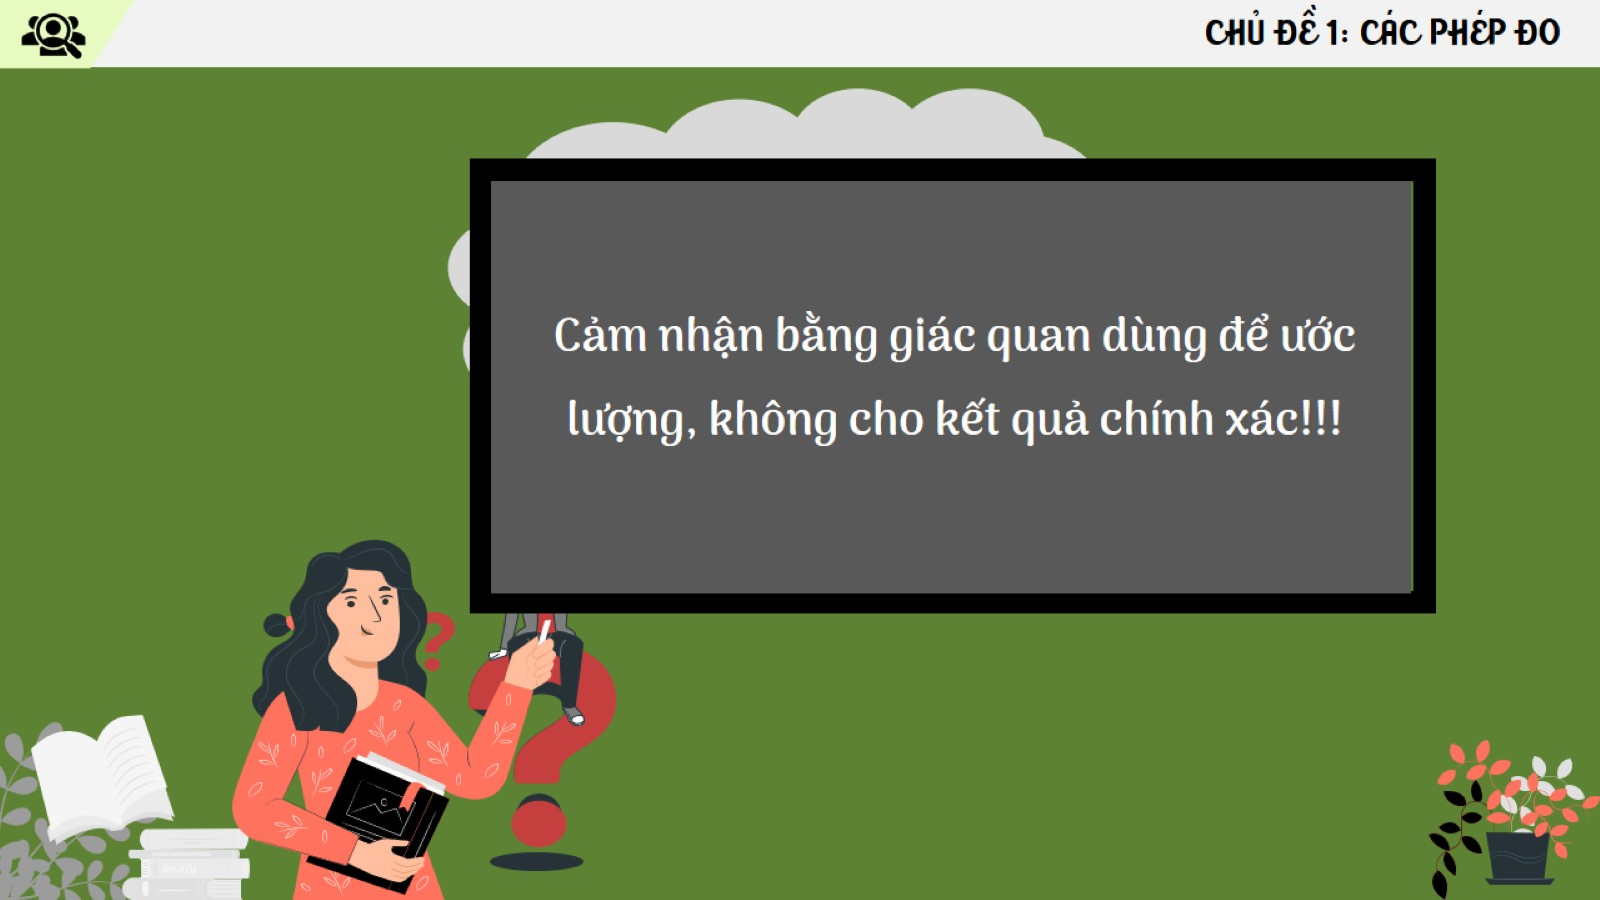 CHỦ ĐỀ 1: CÁC PHÉP ĐO
Cảm nhận bằng giác quan dùng để ước
lượng, không cho kết quả chính xác!!!